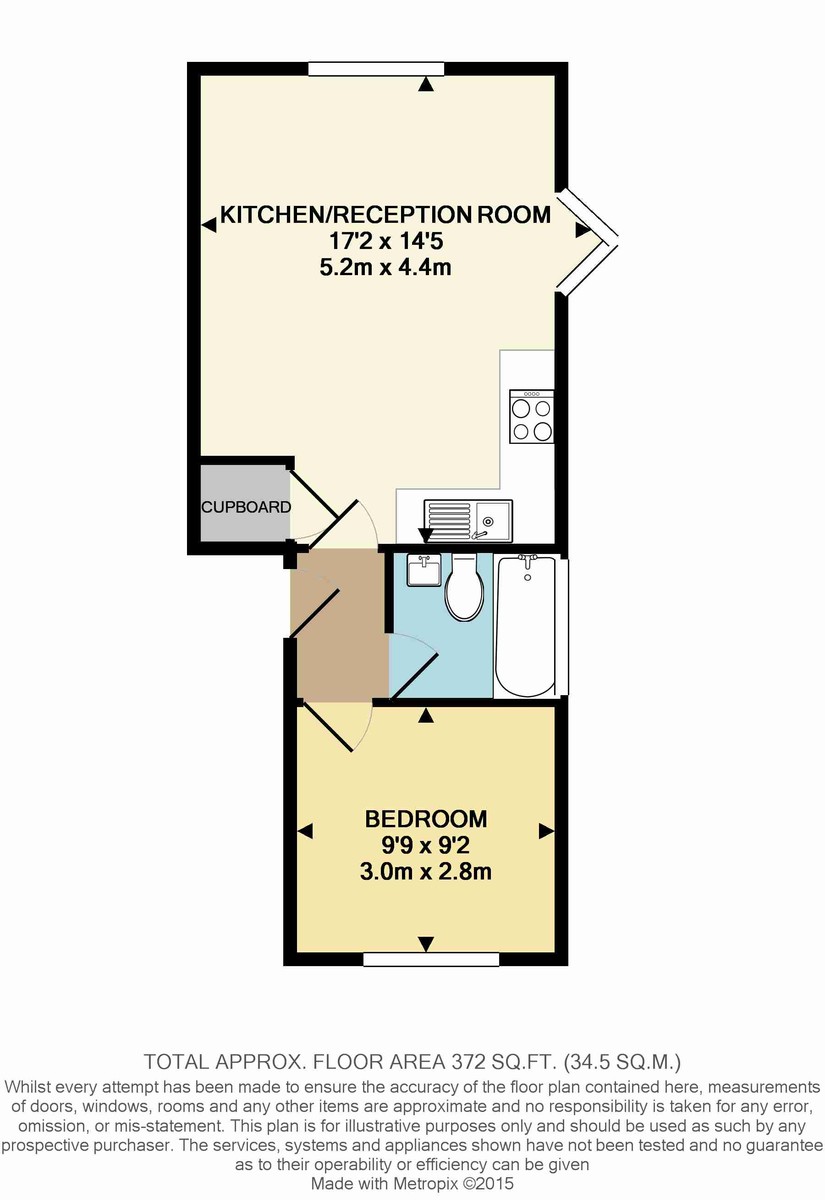 KITCHEN/RECEPTION ROOM
17'2 x 14'5
5.2m x 4.4m
CUPBOARD
BEDROOM
9'9 x 9'2
3.0m x 2.8m
TOTAL APPROX. FLOOR AREA 372 SQ.FT. (34.5 SQ.M.)
Whilst every attempt has been made to ensure the accuracy of the floor plan contained here, measurements
of doors, windows, rooms and any other items are approximate and no responsibility is taken for any error,
omission, or mis-statement. This plan is for illustrative purposes only and should be used as such by any
prospective purchaser. The services, systems and appliances shown have not been tested and no guarantee
as to their operability or efficiency can be given
Made with Metropix ©2015